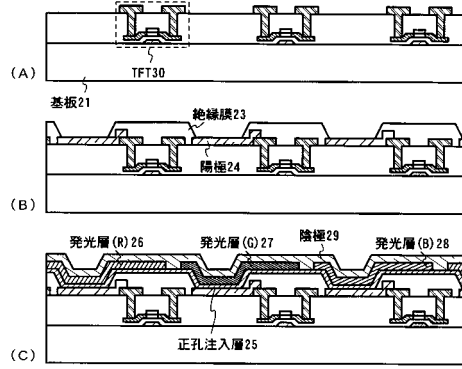 (A)
TFT30
基板21
絶縁膜23
陽極24
(B)
発光層(R)26
発光層(G)27
陰極29
発光層(B)28
正孔注入層25
(C)